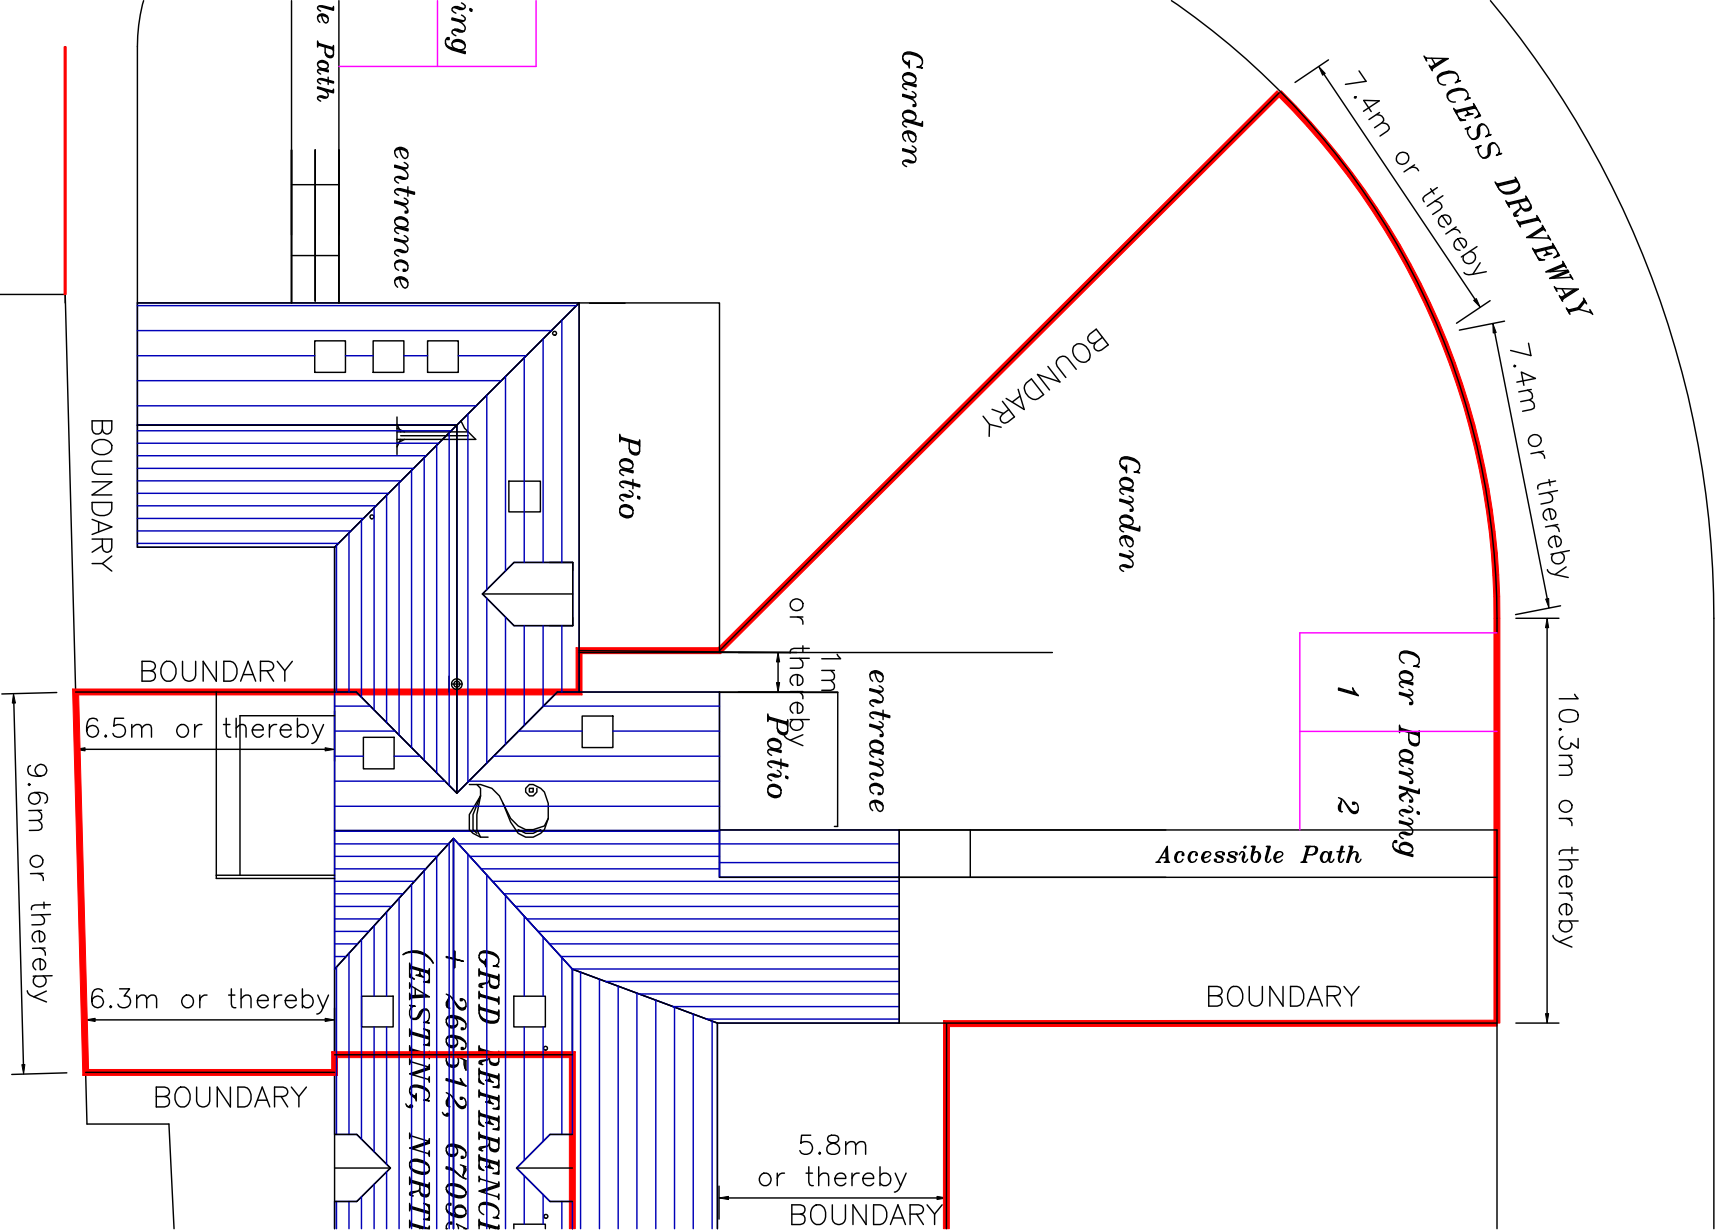 le Path
ing
entrance
Garden
ACCESS DRIVEWAY
7.4m or thereby
7.4m or thereby
BOUNDARY
BOUNDARY
Patio
Garden
or thereby
1m
BOUNDARY
6.5m or thereby
9.6m or thereby
entrance
Patio
Car Parking
1
2
10.3m or thereby
Accessible Path
BOUNDARY
6.3m or thereby
BOUNDARY
GRID REFERENC
+ 266512, 6709
(EASTING, NORT
5.8m
or thereby
BOUNDARY